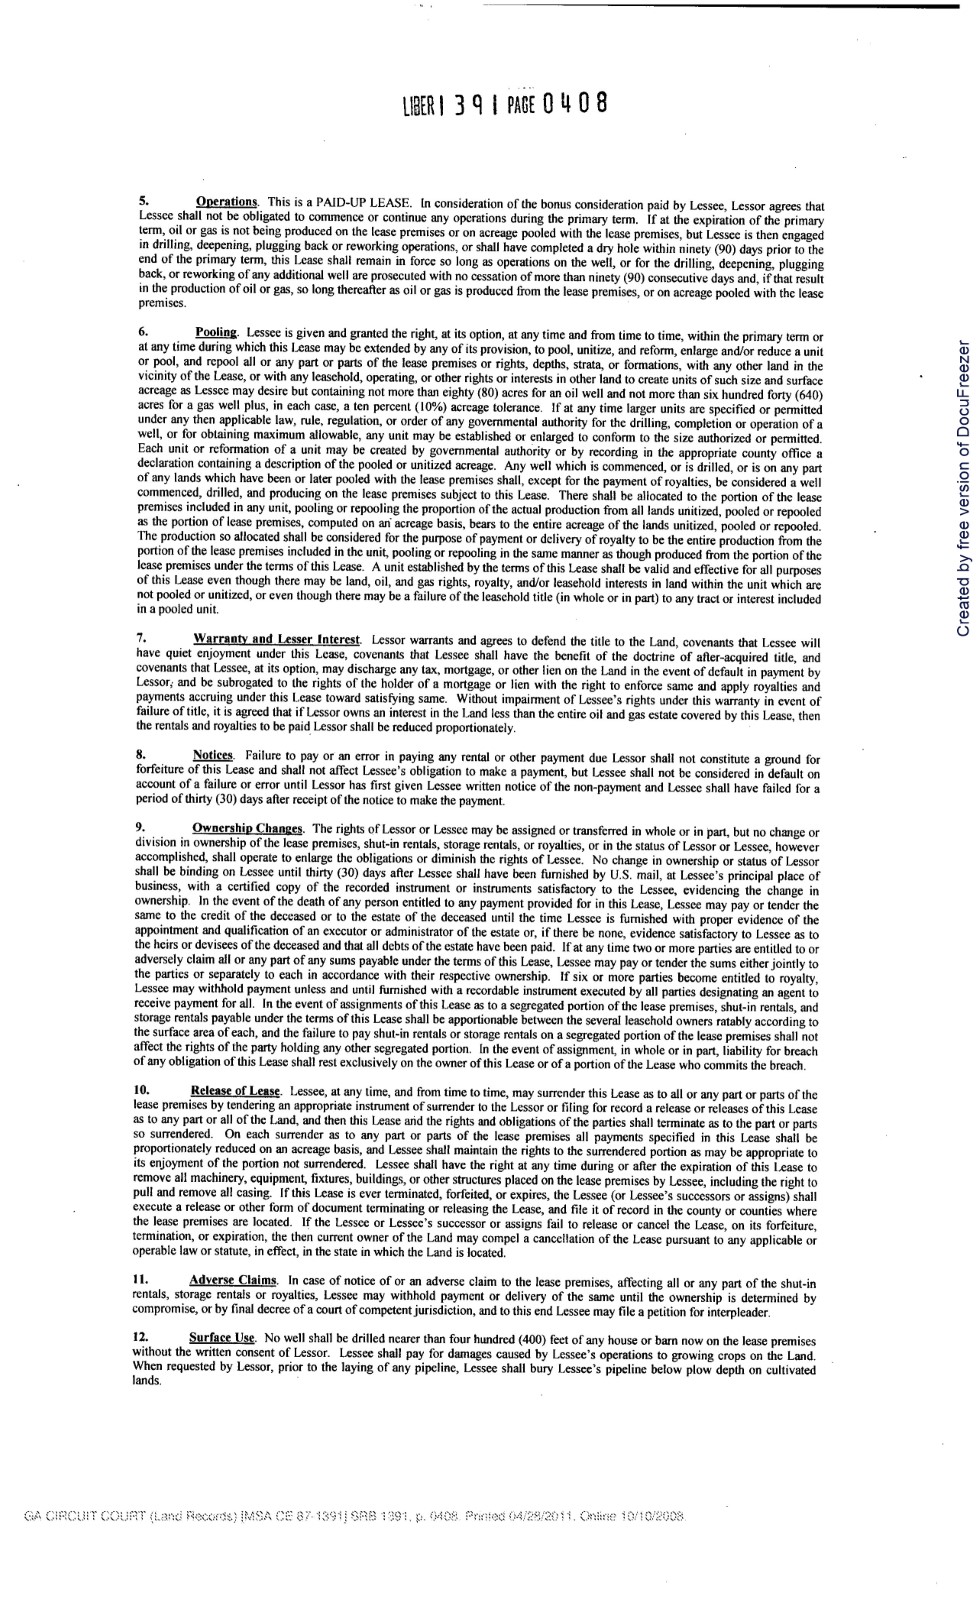 LIBER 1 3 9 1 PAGE 0 4 0 8
5. Operations. This is a PAID-UP LEASE. In consideration of the bonus consideration paid by Lessee, Lessor agrees that
Lessee shall not be obligated to commence or continue any operations during the primary term. If at the expiration of the primary
term, oil or gas is not being produced on the lease premises or on acreage pooled with the lease premises, but Lessee is then engaged
in drilling, deepening, plugging back or reworking operations, or shall have completed a dry hole within ninety (90) days prior to the
end of the primary term, this Lease shall remain in force so long as operations on the well, or for the drilling, deepening, plugging
back, or reworking of any additional well are prosecuted with no cessation of more than ninety (90) consecutive days and, if that result
in the production of oil or gas, so long thereafter as oil or gas is produced from the lease premises, or on acreage pooled with the lease
premises.
6. Pooling. Lessee is given and granted the right, at its option, at any time and from time to time, within the primary term or
at any time during which this Lease may be extended by any of its provision, to pool, unitize, and reform, enlarge and/or reduce a unit
or pool, and repool all or any part or parts of the lease premises or rights, depths, strata, or formations, with any other land in the
vicinity of the Lease, or with any leasehold, operating, or other rights or interests in other land to create units of such size and surface
acreage as Lessee may desire but containing not more than eighty (80) acres for an oil well and not more than six hundred forty (640)
acres for a gas well plus, in each case, a ten percent (10%) acreage tolerance. If at any time larger units are specified or permitted
under any then applicable law, rule, regulation, or order of any governmental authority for the drilling, completion or operation of a
well, or for obtaining maximum allowable, any unit may be established or enlarged to conform to the size authorized or permitted.
Each unit or reformation of a unit may be created by governmental authority or by recording in the appropriate county office a
declaration containing a description of the pooled or unitized acreage. Any well which is commenced, or is drilled, or is on any part
of any lands which have been or later pooled with the lease premises shall, except for the payment of royalties, be considered a well
commenced, drilled, and producing on the lease premises subject to this Lease. There shall be allocated to the portion of the lease
premises included in any unit, pooling or repooling the proportion of the actual production from all lands unitized, pooled or repooled
as the portion of lease premises, computed on an acreage basis, bears to the entire acreage of the lands unitized, pooled or repooled.
The production so allocated shall be considered for the purpose of payment or delivery of royalty to be the entire production from the
portion of the lease premises included in the unit, pooling or repooling in the same manner as though produced from the portion of the
lease premises under the terms of this Lease. A unit established by the terms of this Lease shall be valid and effective for all purposes
of this Lease even though there may be land, oil, and gas rights, royalty, and/or leasehold interests in land within the unit which are
not pooled or unitized, or even though there may be a failure of the leasehold title (in whole or in part) to any tract or interest included
in a pooled unit.
7. Warranty and Lesser Interest. Lessor warrants and agrees to defend the title to the Land, covenants that Lessee will
have quiet enjoyment under this Lease, covenants that Lessee shall have the benefit of the doctrine of after-acquired title, and
covenants that Lessee, at its option, may discharge any tax, mortgage, or other lien on the Land in the event of default in payment by
Lessor; and be subrogated to the rights of the holder of a mortgage or lien with the right to enforce same and apply royalties and
payments accruing under this Lease toward satisfying same. Without impairment of Lessee's rights under this warranty in event of
failure of title, it is agreed that if Lessor owns an interest in the Land less than the entire oil and gas estate covered by this Lease, then
the rentals and royalties to be paid Lessor shall be reduced proportionately.
8. Notices. Failure to pay or an error in paying any rental or other payment due Lessor shall not constitute a ground for
forfeiture of this Lease and shall not affect Lessee's obligation to make a payment, but Lessee shall not be considered in default on
account of a failure or error until Lessor has first given Lessee written notice of the non-payment and Lessee shall have failed for a
period of thirty (30) days after receipt of the notice to make the payment.
9. Ownership Changes. The rights of Lessor or Lessee may be assigned or transferred in whole or in part, but no change or
division in ownership of the lease premises, shut-in rentals, storage rentals, or royalties, or in the status of Lessor or Lessee, however
accomplished, shall operate to enlarge the obligations or diminish the rights of Lessee. No change in ownership or status of Lessor
shall be binding on Lessee until thirty (30) days after Lessee shall have been furnished by U.S. mail, at Lessee's principal place of
business, with a certified copy of the recorded instrument or instruments satisfactory to the Lessee, evidencing the change in
ownership. In the event of the death of any person entitled to any payment provided for in this Lease, Lessee may pay or tender the
same to the credit of the deceased or to the estate of the deceased until the time Lessee is furnished with proper evidence of the
appointment and qualification of an executor or administrator of the estate or, if there be none, evidence satisfactory to Lessee as to
the heirs or devisees of the deceased and that all debts of the estate have been paid. If at any time two or more parties are entitled to or
adversely claim all or any part of any sums payable under the terms of this Lease, Lessee may pay or tender the sums either jointly to
the parties or separately to each in accordance with their respective ownership. If six or more parties become entitled to royalty,
Lessee may withhold payment unless and until furnished with a recordable instrument executed by all parties designating an agent to
receive payment for all. In the event of assignments of this Lease as to a segregated portion of the lease premises, shut-in rentals, and
storage rentals payable under the terms of this Lease shall be apportionable between the several leasehold owners ratably according to
the surface area of each, and the failure to pay shut-in rentals or storage rentals on a segregated portion of the lease premises shall not
affect the rights of the party holding any other segregated portion. In the event of assignment, in whole or in part, liability for breach
of any obligation of this Lease shall rest exclusively on the owner of this Lease or of a portion of the Lease who commits the breach.
10. Release of Lease. Lessee, at any time, and from time to time, may surrender this Lease as to all or any part or parts of the
lease premises by tendering an appropriate instrument of surrender to the Lessor or filing for record a release or releases of this Lease
as to any part or all of the Land, and then this Lease and the rights and obligations of the parties shall terminate as to the part or parts
so surrendered. On each surrender as to any part or parts of the lease premises all payments specified in this Lease shall be
proportionately reduced on an acreage basis, and Lessee shall maintain the rights to the surrendered portion as may be appropriate to
its enjoyment of the portion not surrendered. Lessee shall have the right at any time during or after the expiration of this Lease to
remove all machinery, equipment, fixtures, buildings, or other structures placed on the lease premises by Lessee, including the right to
pull and remove all casing. If this Lease is ever terminated, forfeited, or expires, the Lessee (or Lessee's successors or assigns) shall
execute a release or other form of document terminating or releasing the Lease, and file it of record in the county or counties where
the lease premises are located. If the Lessee or Lessee's successor or assigns fail to release or cancel the Lease, on its forfeiture,
termination, or expiration, the then current owner of the Land may compel a cancellation of the Lease pursuant to any applicable or
operable law or statute, in effect, in the state in which the Land is located.
11. Adverse Claims. In case of notice of or an adverse claim to the lease premises, affecting all or any part of the shut-in
rentals, storage rentals or royalties, Lessee may withhold payment or delivery of the same until the ownership is determined by
compromise, or by final decree of a court of competent jurisdiction, and to this end Lessee may file a petition for interpleader.
12. Surface Use. No well shall be drilled nearer than four hundred (400) feet of any house or barn now on the lease premises
without the written consent of Lessor. Lessee shall pay for damages caused by Lessee's operations to growing crops on the Land.
When requested by Lessor, prior to the laying of any pipeline, Lessee shall bury Lessee's pipeline below plow depth on cultivated
lands.
GA CIRCUIT COURT (Land Records) [MSA CE 87-1391] SRB 1391, p. 0408. Printed 04/28/2011. Online 10/10/2008.
Created by free version of DocuFreezer